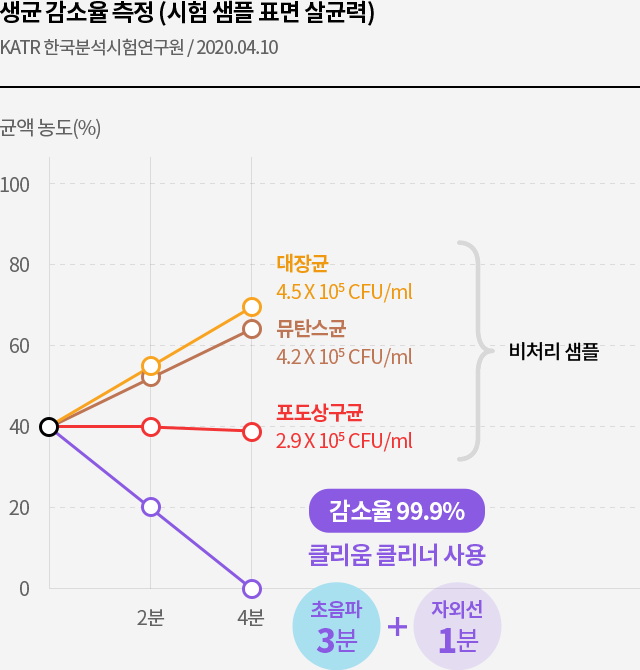 생균 감소율 측정 (시험 샘플 표면 살균력)
KATR 한국분석시험연구원 / 2020.04.10
균액 농도(%)
100
80
60
40
20
0
2분
4분
대장균
4.5 X 10⁵ CFU/ml
뮤탄스균
4.2 X 10⁵ CFU/ml
포도상구균
2.9 X 10⁵ CFU/ml
비처리 샘플
감소율 99.9%
클리움 클리너 사용
초음파
3분
+
자외선
1분